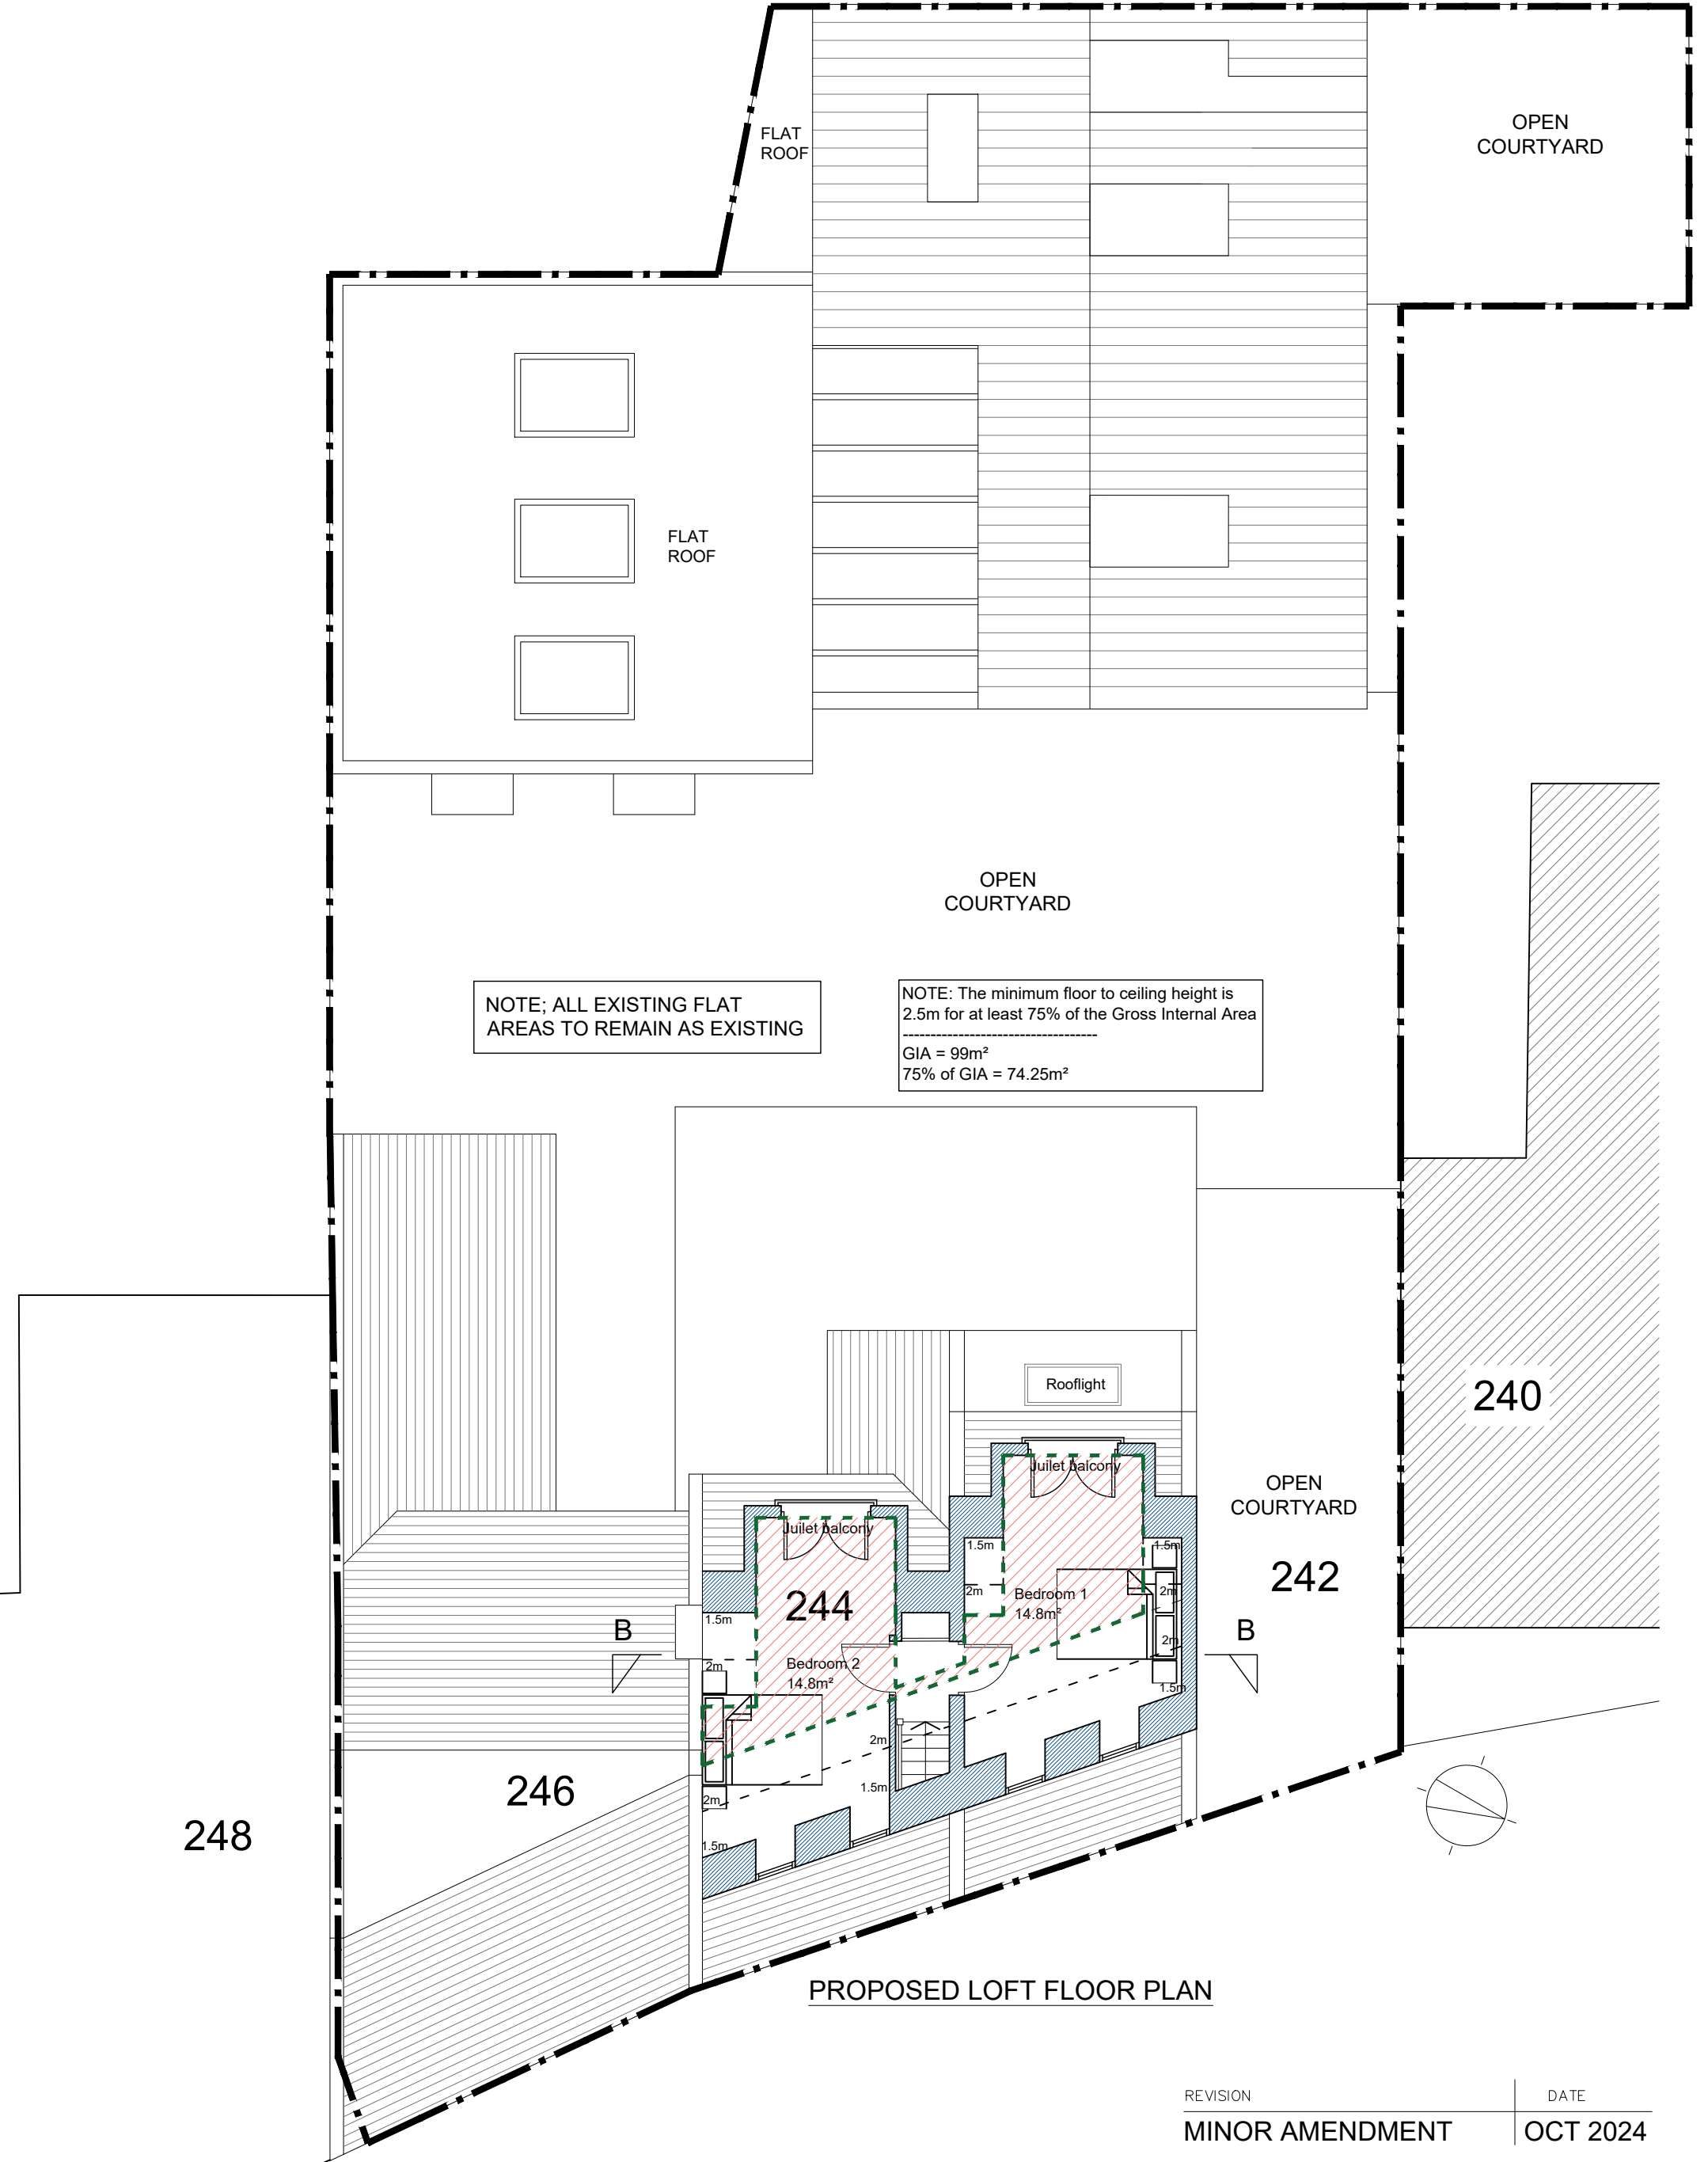 FLAT
ROOF
OPEN
COURTYARD
FLAT
ROOF
OPEN
COURTYARD
NOTE; ALL EXISTING FLAT
AREAS TO REMAIN AS EXISTING
NOTE: The minimum floor to ceiling height is
2.5m for at least 75% of the Gross Internal Area
-----------------------------------
GIA = 99m²
75% of GIA = 74.25m²
Rooflight
240
Juilet balcony
OPEN
COURTYARD
242
Juilet balcony
244
1.5m
1.5m
2m
2m
Bedroom 1
14.8m²
1.5m
B
B
2m
2m
Bedroom 2
14.8m²
1.5m
2m
1.5m
2m
1.5m
246
248
PROPOSED LOFT FLOOR PLAN
REVISION
DATE
MINOR AMENDMENT
OCT 2024